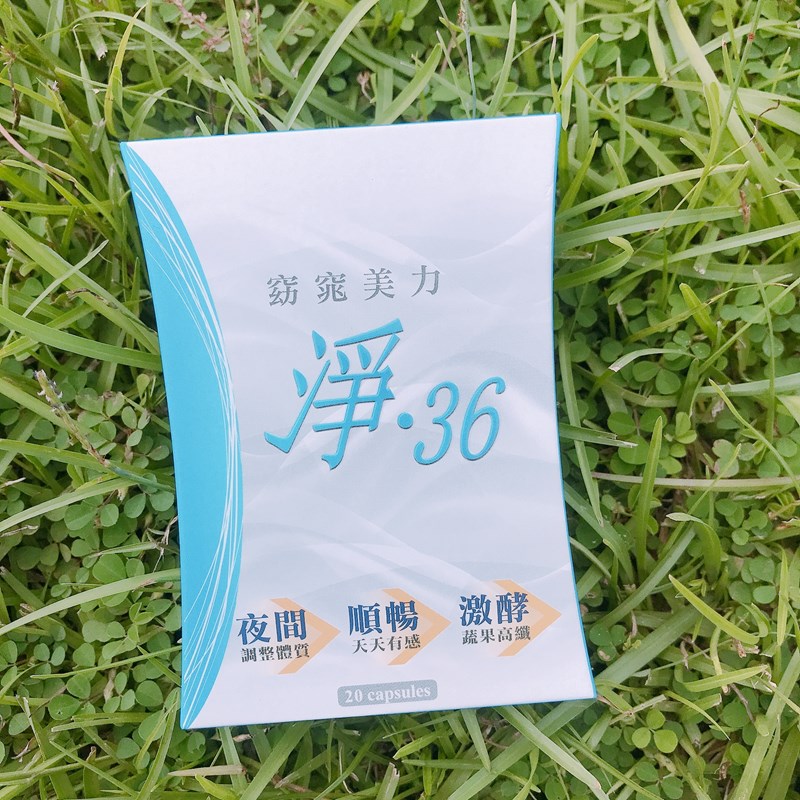 窈窕美力
淨·36
夜間
調整體質
順暢
天天有感
激酵
蔬果高纖
20 capsules